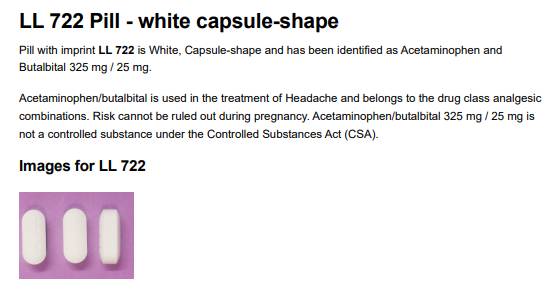 LL 722 Pill - white capsule-shape
Pill with imprint LL 722 is White, Capsule-shape and has been identified as Acetaminophen and
Butalbital 325 mg / 25 mg.
Acetaminophen/butalbital is used in the treatment of Headache and belongs to the drug class analgesic
combinations. Risk cannot be ruled out during pregnancy. Acetaminophen/butalbital 325 mg / 25 mg is
not a controlled substance under the Controlled Substances Act (CSA).
Images for LL 722